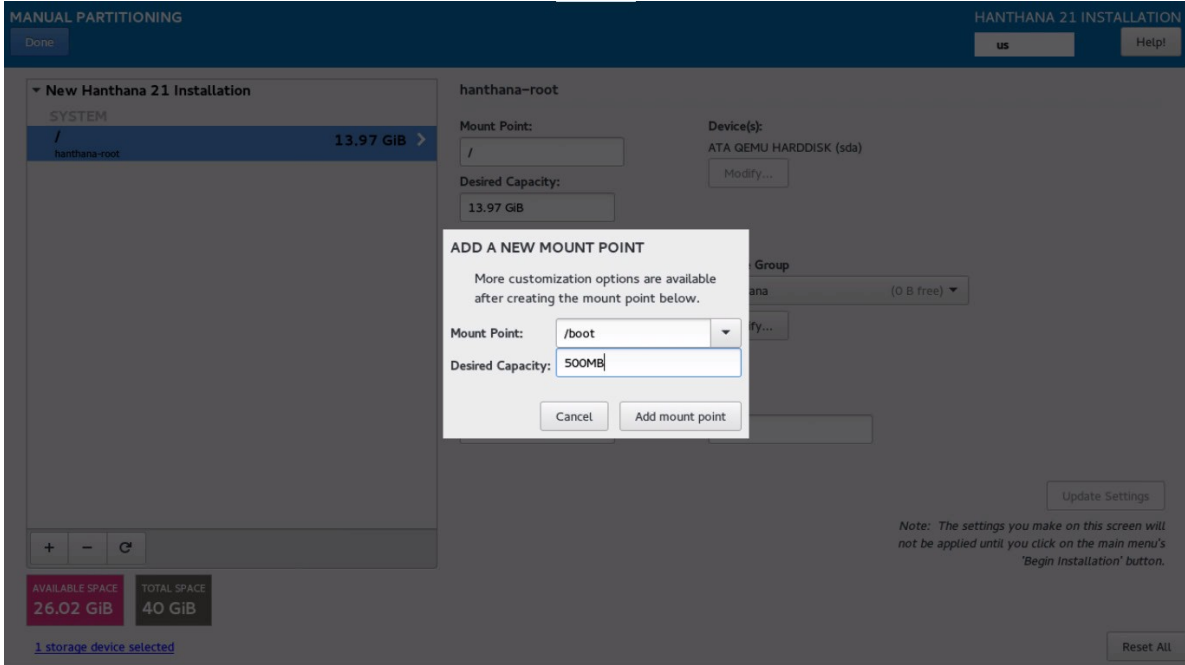 MANUAL PARTITIONING
HANTHANA 21 INSTALLATION
Done
us
Help!
New Hanthana 21 Installation
SYSTEM
/
hanthana-root
13.97 GiB
hanthana-root
Mount Point:
/
Device(s):
ATA QEMU HARDDISK (sda)
Modify...
Desired Capacity:
13.97 GiB
Group
ana
(0 B free)
ify...
ADD A NEW MOUNT POINT
More customization options are available
after creating the mount point below.
Mount Point:
/boot
Desired Capacity:
500MB
Cancel
Add mount point
Update Settings
Note: The settings you make on this screen will
not be applied until you click on the main menu's
'Begin Installation' button.
AVAILABLE SPACE
26.02 GiB
TOTAL SPACE
40 GiB
1 storage device selected
Reset All